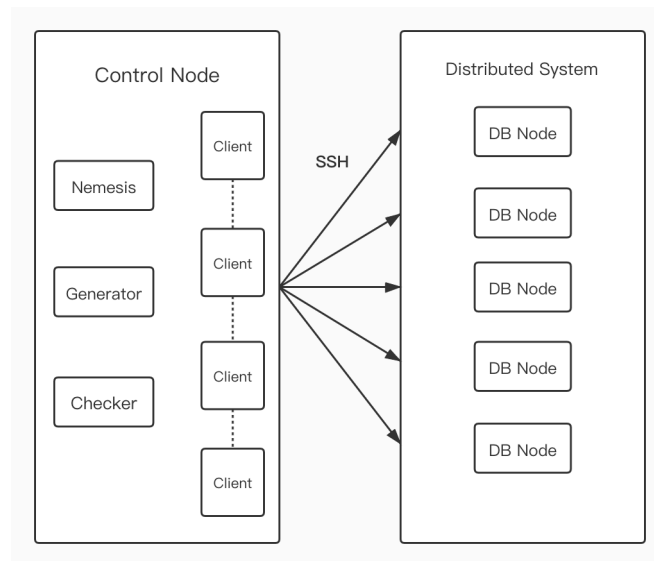 Control Node
Client
Nemesis
Client
Generator
Client
Checker
Client
SSH
Distributed System
DB Node
DB Node
DB Node
DB Node
DB Node